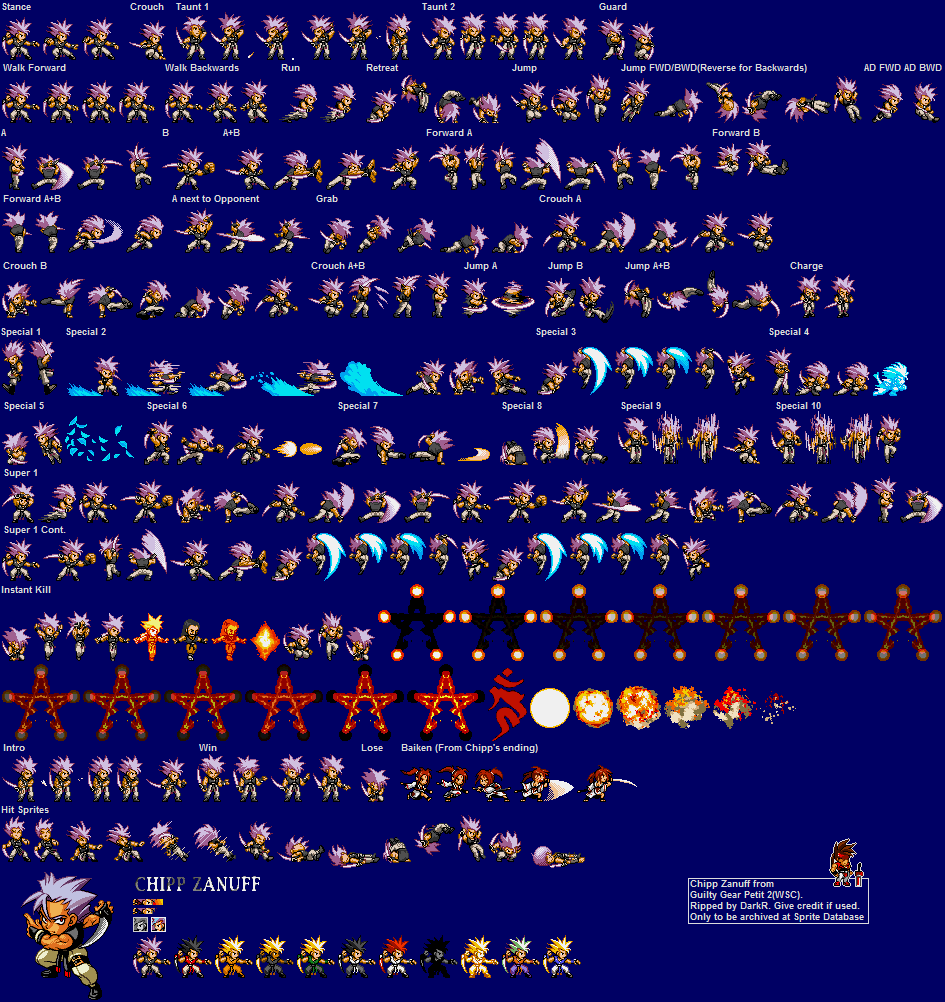 Stance Crouch Taunt 1 Taunt 2 Guard
Walk Forward Walk Backwards Run Retreat Jump Jump FWD/BWD(Reverse for Backwards) AD FWD AD BWD
A B A+B Forward A Forward B
Forward A+B A next to Opponent Grab Crouch A
Crouch B Crouch A+B Jump A Jump B Jump A+B Charge
Special 1 Special 2 Special 3 Special 4
Special 5 Special 6 Special 7 Special 8 Special 9 Special 10
Super 1
Super 1 Cont.
Instant Kill
Intro Win Lose Baiken (From Chipp's ending)
Hit Sprites
CHIPP ZANUFF
Chipp Zanuff from
Guilty Gear Petit 2(WSC).
Ripped by DarkR. Give credit if used.
Only to be archived at Sprite Database